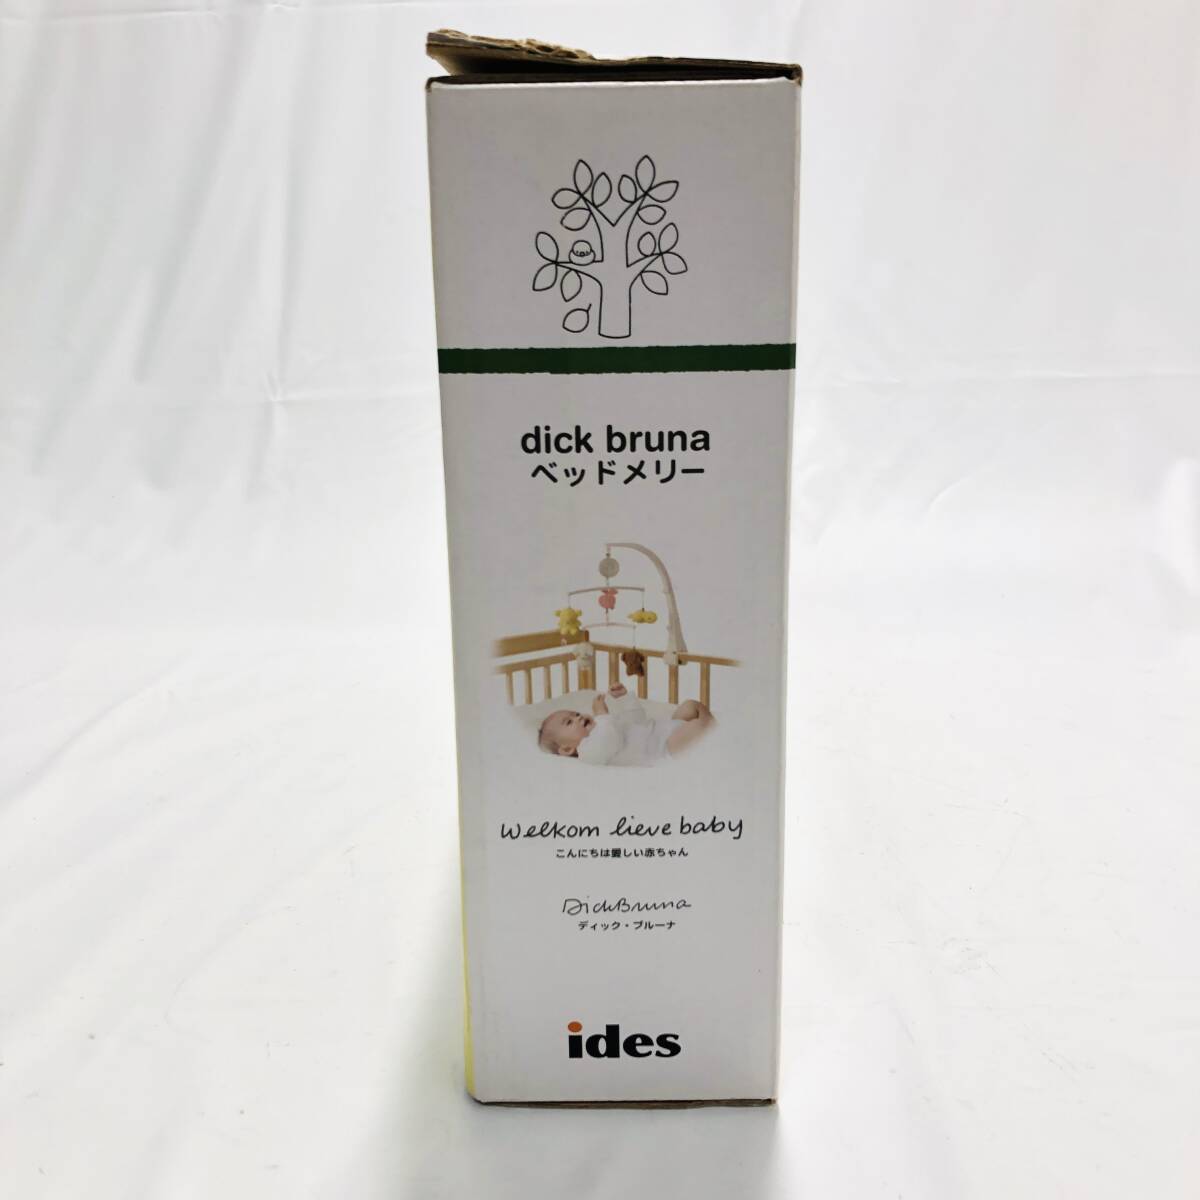 dick bruna
ベッドメリー
Welkom lieve baby
こんにちは愛しい赤ちゃん
DickBruna
ディック・ブルーナ
ides